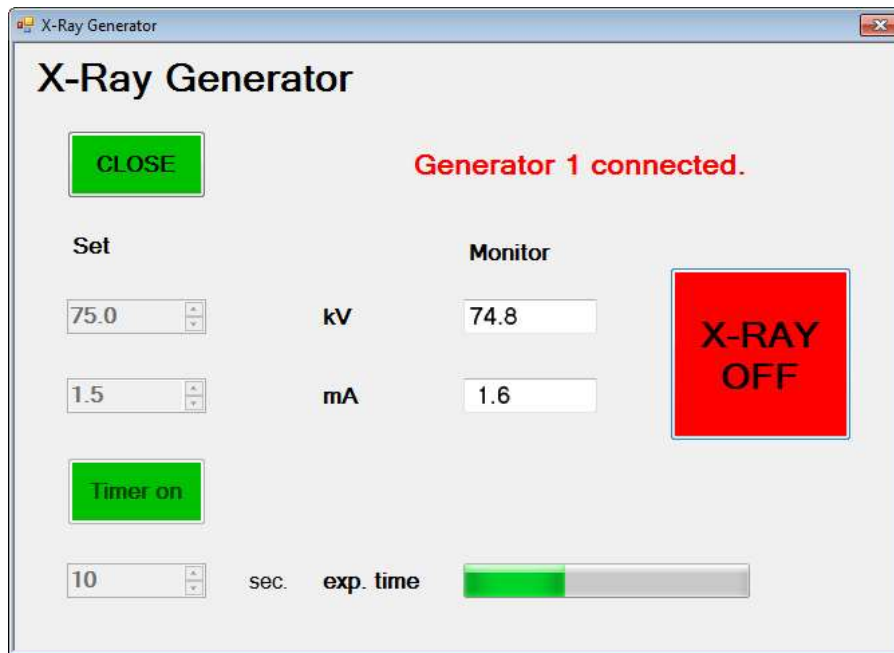 X-Ray Generator
X-Ray Generator
CLOSE
Generator 1 connected.
Set
Monitor
75.0
kV
74.8
X-RAY
OFF
1.5
mA
1.6
Timer on
10
sec.
exp. time